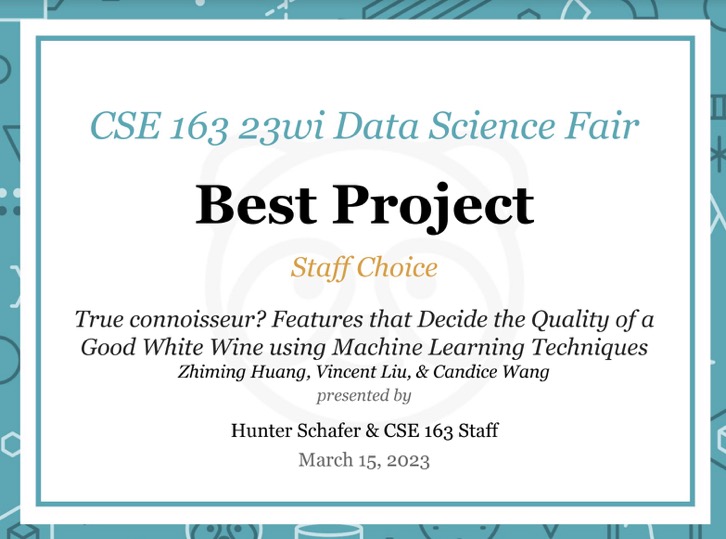 CSE 163 23wi Data Science Fair
Best Project
Staff Choice
True connoisseur? Features that Decide the Quality of a
Good White Wine using Machine Learning Techniques
Zhiming Huang, Vincent Liu, & Candice Wang
presented by
Hunter Schafer & CSE 163 Staff
March 15, 2023